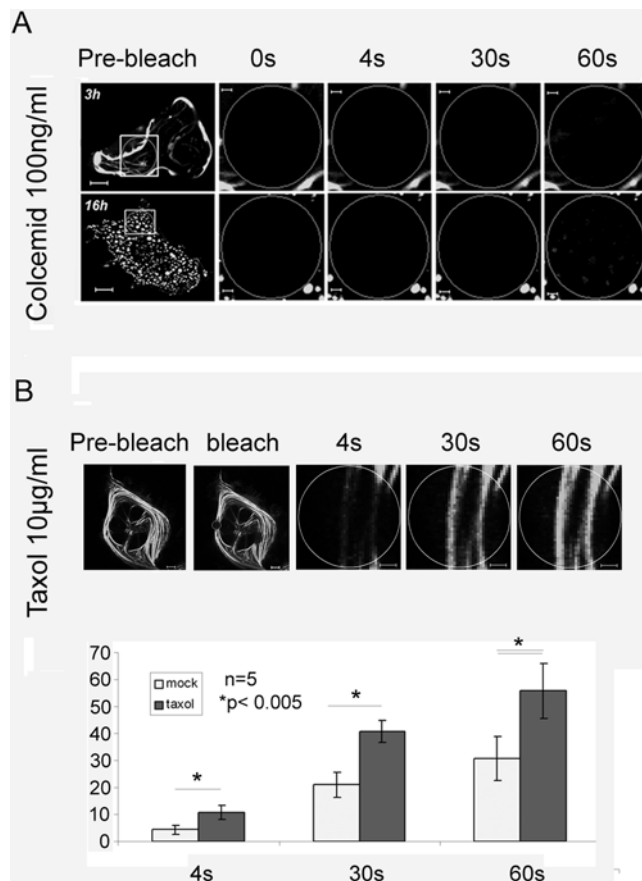 A
Pre-bleach 0s 4s 30s 60s
Colcemid 100ng/ml
3h
16h
B
Pre-bleach bleach 4s 30s 60s
Taxol 10µg/ml
70
60
50
40
30
20
10
0
mock
taxol
n=5
*p< 0.005
*
*
*
4s 30s 60s